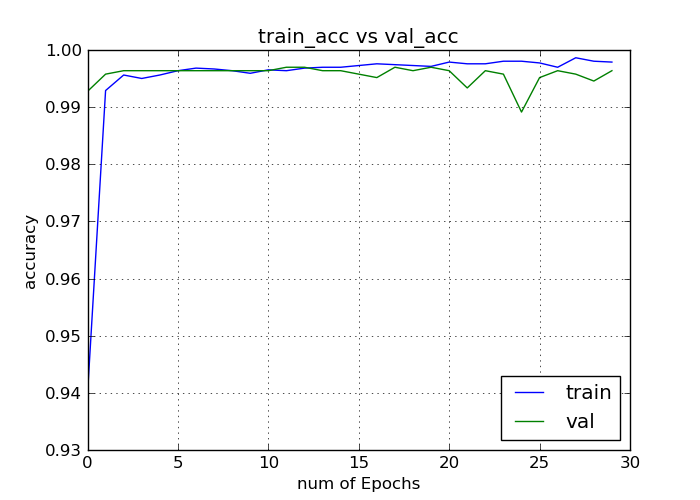 train_acc vs val_acc
1.00
0.99
0.98
0.97
0.96
0.95
0.94
0.93
accuracy
train
val
0 5 10 15 20 25 30
num of Epochs